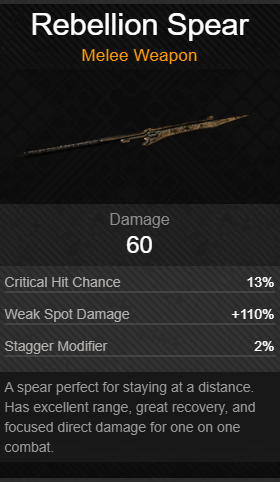 Rebellion Spear
Melee Weapon
Damage
60
Critical Hit Chance 13%
Weak Spot Damage +110%
Stagger Modifier 2%
A spear perfect for staying at a distance.
Has excellent range, great recovery, and
focused direct damage for one on one
combat.